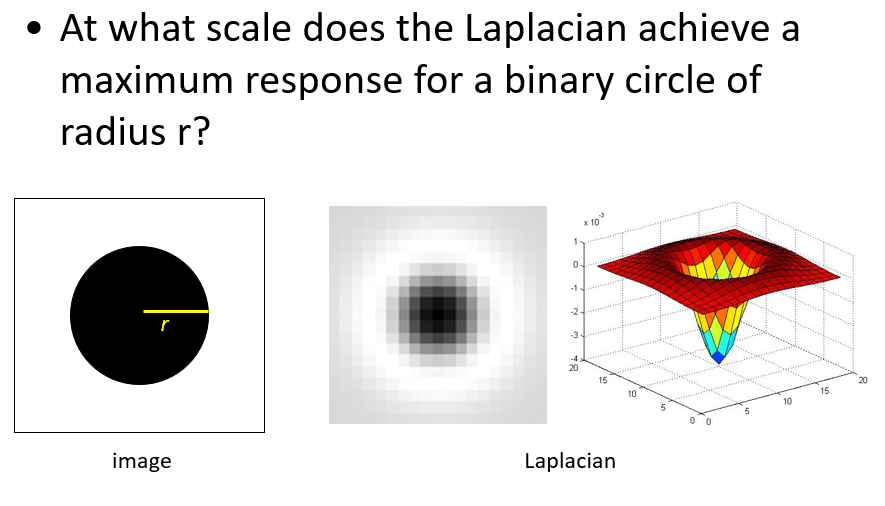 • At what scale does the Laplacian achieve a
maximum response for a binary circle of
radius r?
r
image
x 10⁻³
1
0
-1
-2
-3
-4
20
15
10
5
0
0
5
10
15
20
Laplacian